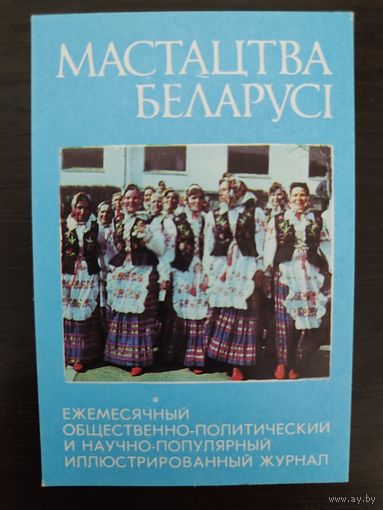 МАСТАЦТВА
БЕЛАРУСІ
ЕЖЕМЕСЯЧНЫЙ
ОБЩЕСТВЕННО-ПОЛИТИЧЕСКИЙ
И НАУЧНО-ПОПУЛЯРНЫЙ
ИЛЛЮСТРИРОВАННЫЙ ЖУРНАЛ
www.ay.by